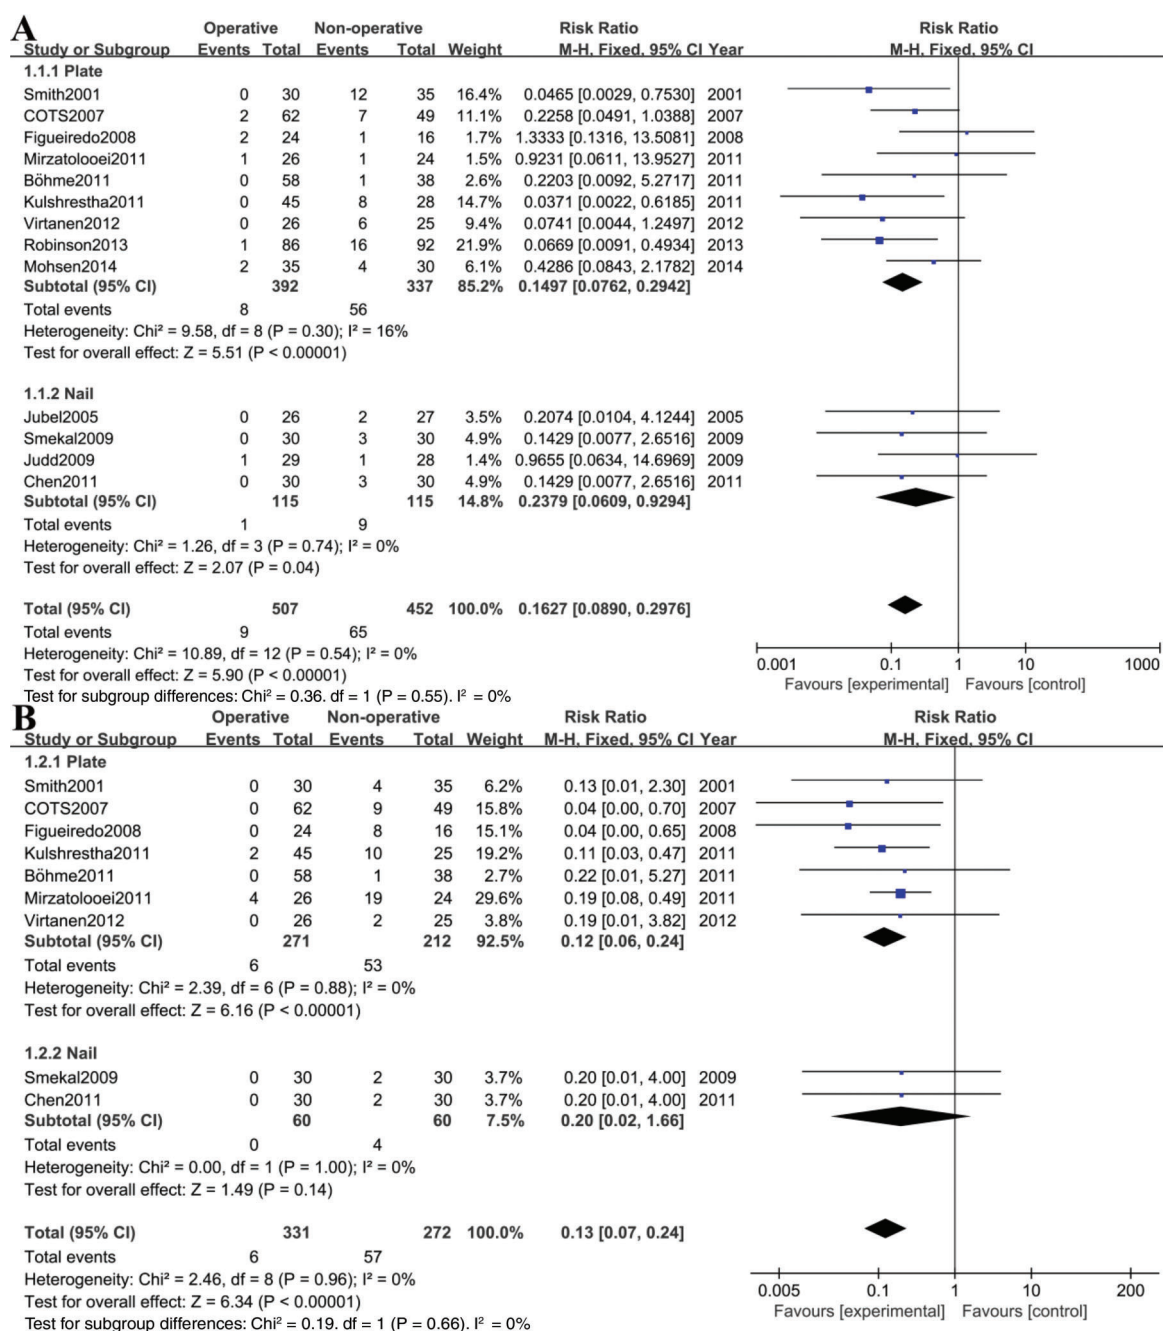 A
Operative Non-operative Risk Ratio Risk Ratio
Study or Subgroup Events Total Events Total Weight M-H, Fixed, 95% CI Year M-H, Fixed, 95% CI
1.1.1 Plate
Smith2001 0 30 12 35 16.4% 0.0465 [0.0029, 0.7530] 2001
COTS2007 2 62 7 49 11.1% 0.2258 [0.0491, 1.0388] 2007
Figueiredo2008 2 24 1 16 1.7% 1.3333 [0.1316, 13.5081] 2008
Mirzatolooei2011 1 26 1 24 1.5% 0.9231 [0.0611, 13.9527] 2011
Böhme2011 0 58 1 38 2.6% 0.2203 [0.0092, 5.2717] 2011
Kulshrestha2011 0 45 8 28 14.7% 0.0371 [0.0022, 0.6185] 2011
Virtanen2012 0 26 6 25 9.4% 0.0741 [0.0044, 1.2497] 2012
Robinson2013 1 86 16 92 21.9% 0.0669 [0.0091, 0.4934] 2013
Mohsen2014 2 35 4 30 6.1% 0.4286 [0.0843, 2.1782] 2014
Subtotal (95% CI) 392 337 85.2% 0.1497 [0.0762, 0.2942]
Total events 8 56
Heterogeneity: Chi² = 9.58, df = 8 (P = 0.30); I² = 16%
Test for overall effect: Z = 5.51 (P < 0.00001)
1.1.2 Nail
Jubel2005 0 26 2 27 3.5% 0.2074 [0.0104, 4.1244] 2005
Smekal2009 0 30 3 30 4.9% 0.1429 [0.0077, 2.6516] 2009
Judd2009 1 29 1 28 1.4% 0.9655 [0.0634, 14.6969] 2009
Chen2011 0 30 3 30 4.9% 0.1429 [0.0077, 2.6516] 2011
Subtotal (95% CI) 115 115 14.8% 0.2379 [0.0609, 0.9294]
Total events 1 9
Heterogeneity: Chi² = 1.26, df = 3 (P = 0.74); I² = 0%
Test for overall effect: Z = 2.07 (P = 0.04)
Total (95% CI) 507 452 100.0% 0.1627 [0.0890, 0.2976]
Total events 9 65
Heterogeneity: Chi² = 10.89, df = 12 (P = 0.54); I² = 0%
Test for overall effect: Z = 5.90 (P < 0.00001)
Test for subgroup differences: Chi² = 0.36. df = 1 (P = 0.55). I² = 0%
0.001 0.1 1 10 1000
Favours [experimental] Favours [control]
B
Operative Non-operative Risk Ratio Risk Ratio
Study or Subgroup Events Total Events Total Weight M-H, Fixed, 95% CI Year M-H, Fixed, 95% CI
1.2.1 Plate
Smith2001 0 30 4 35 6.2% 0.13 [0.01, 2.30] 2001
COTS2007 0 62 9 49 15.8% 0.04 [0.00, 0.70] 2007
Figueiredo2008 0 24 8 16 15.1% 0.04 [0.00, 0.65] 2008
Kulshrestha2011 2 45 10 25 19.2% 0.11 [0.03, 0.47] 2011
Böhme2011 0 58 1 38 2.7% 0.22 [0.01, 5.27] 2011
Mirzatolooei2011 4 26 19 24 29.6% 0.19 [0.08, 0.49] 2011
Virtanen2012 0 26 2 25 3.8% 0.19 [0.01, 3.82] 2012
Subtotal (95% CI) 271 212 92.5% 0.12 [0.06, 0.24]
Total events 6 53
Heterogeneity: Chi² = 2.39, df = 6 (P = 0.88); I² = 0%
Test for overall effect: Z = 6.16 (P < 0.00001)
1.2.2 Nail
Smekal2009 0 30 2 30 3.7% 0.20 [0.01, 4.00] 2009
Chen2011 0 30 2 30 3.7% 0.20 [0.01, 4.00] 2011
Subtotal (95% CI) 60 60 7.5% 0.20 [0.02, 1.66]
Total events 0 4
Heterogeneity: Chi² = 0.00, df = 1 (P = 1.00); I² = 0%
Test for overall effect: Z = 1.49 (P = 0.14)
Total (95% CI) 331 272 100.0% 0.13 [0.07, 0.24]
Total events 6 57
Heterogeneity: Chi² = 2.46, df = 8 (P = 0.96); I² = 0%
Test for overall effect: Z = 6.34 (P < 0.00001)
Test for subgroup differences: Chi² = 0.19. df = 1 (P = 0.66). I² = 0%
0.005 0.1 1 10 200
Favours [experimental] Favours [control]